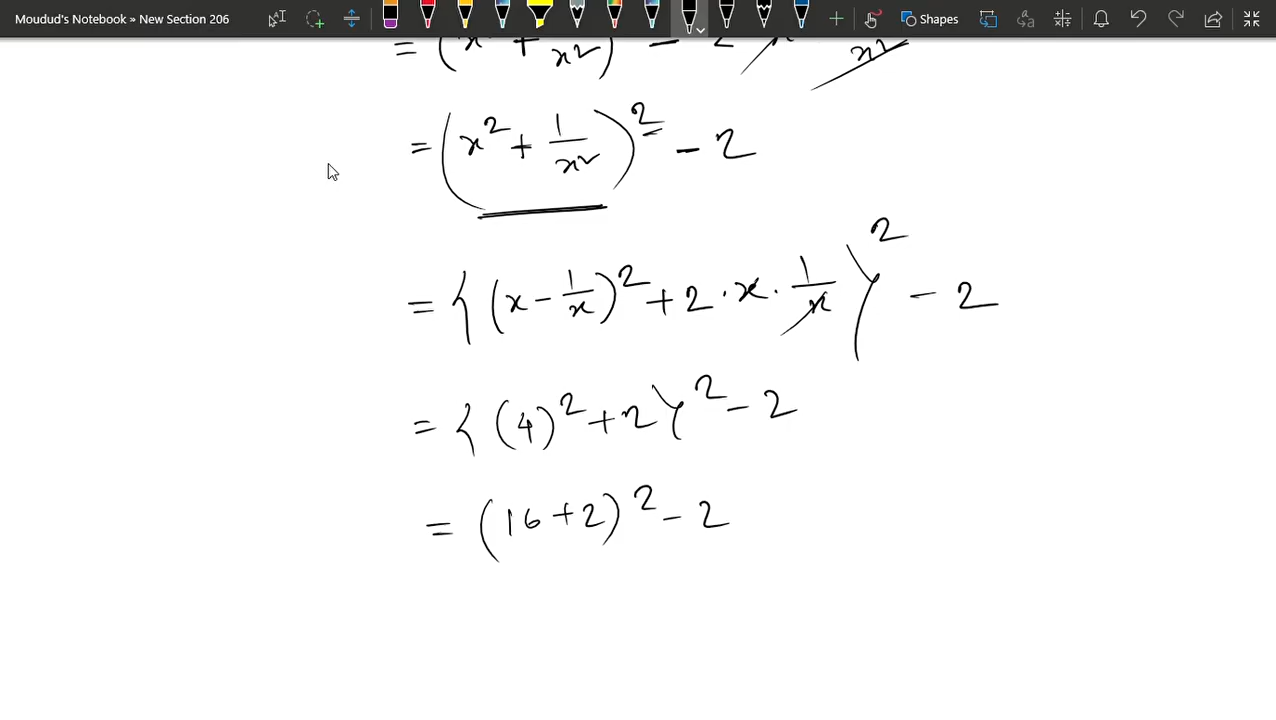 Moudud's Notebook » New Section 206
Shapes
= (x² + 1/x²)² - 2
= {(x - 1/x)² + 2 · x · 1/x}² - 2
= {(4)² + 2}² - 2
= (16 + 2)² - 2